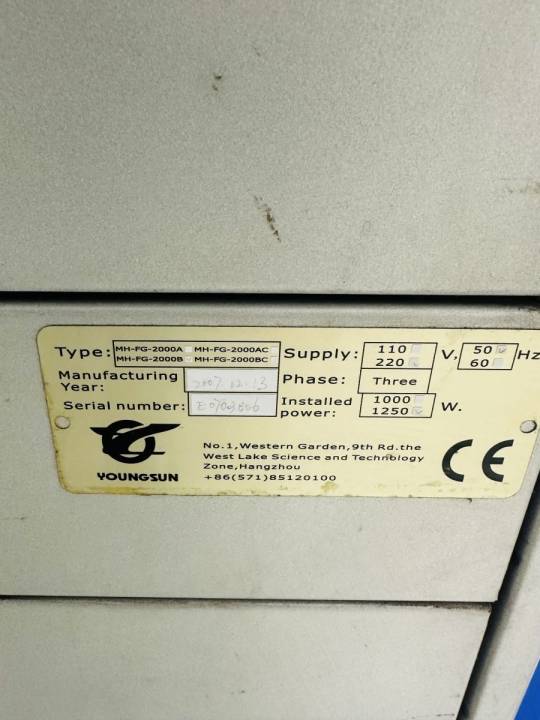 Type: MH-FG-2000A MH-FG-2000AC
MH-FG-2000B MH-FG-2000BC
Supply: 110 220 V, 50 60 Hz
Manufacturing Year:
Phase: Three
Serial number:
Installed power: 1000 1250 W.
YOUNGSUN
No.1,Western Garden,9th Rd.the
West Lake Science and Technology
Zone,Hangzhou
+86(571)85120100
CE